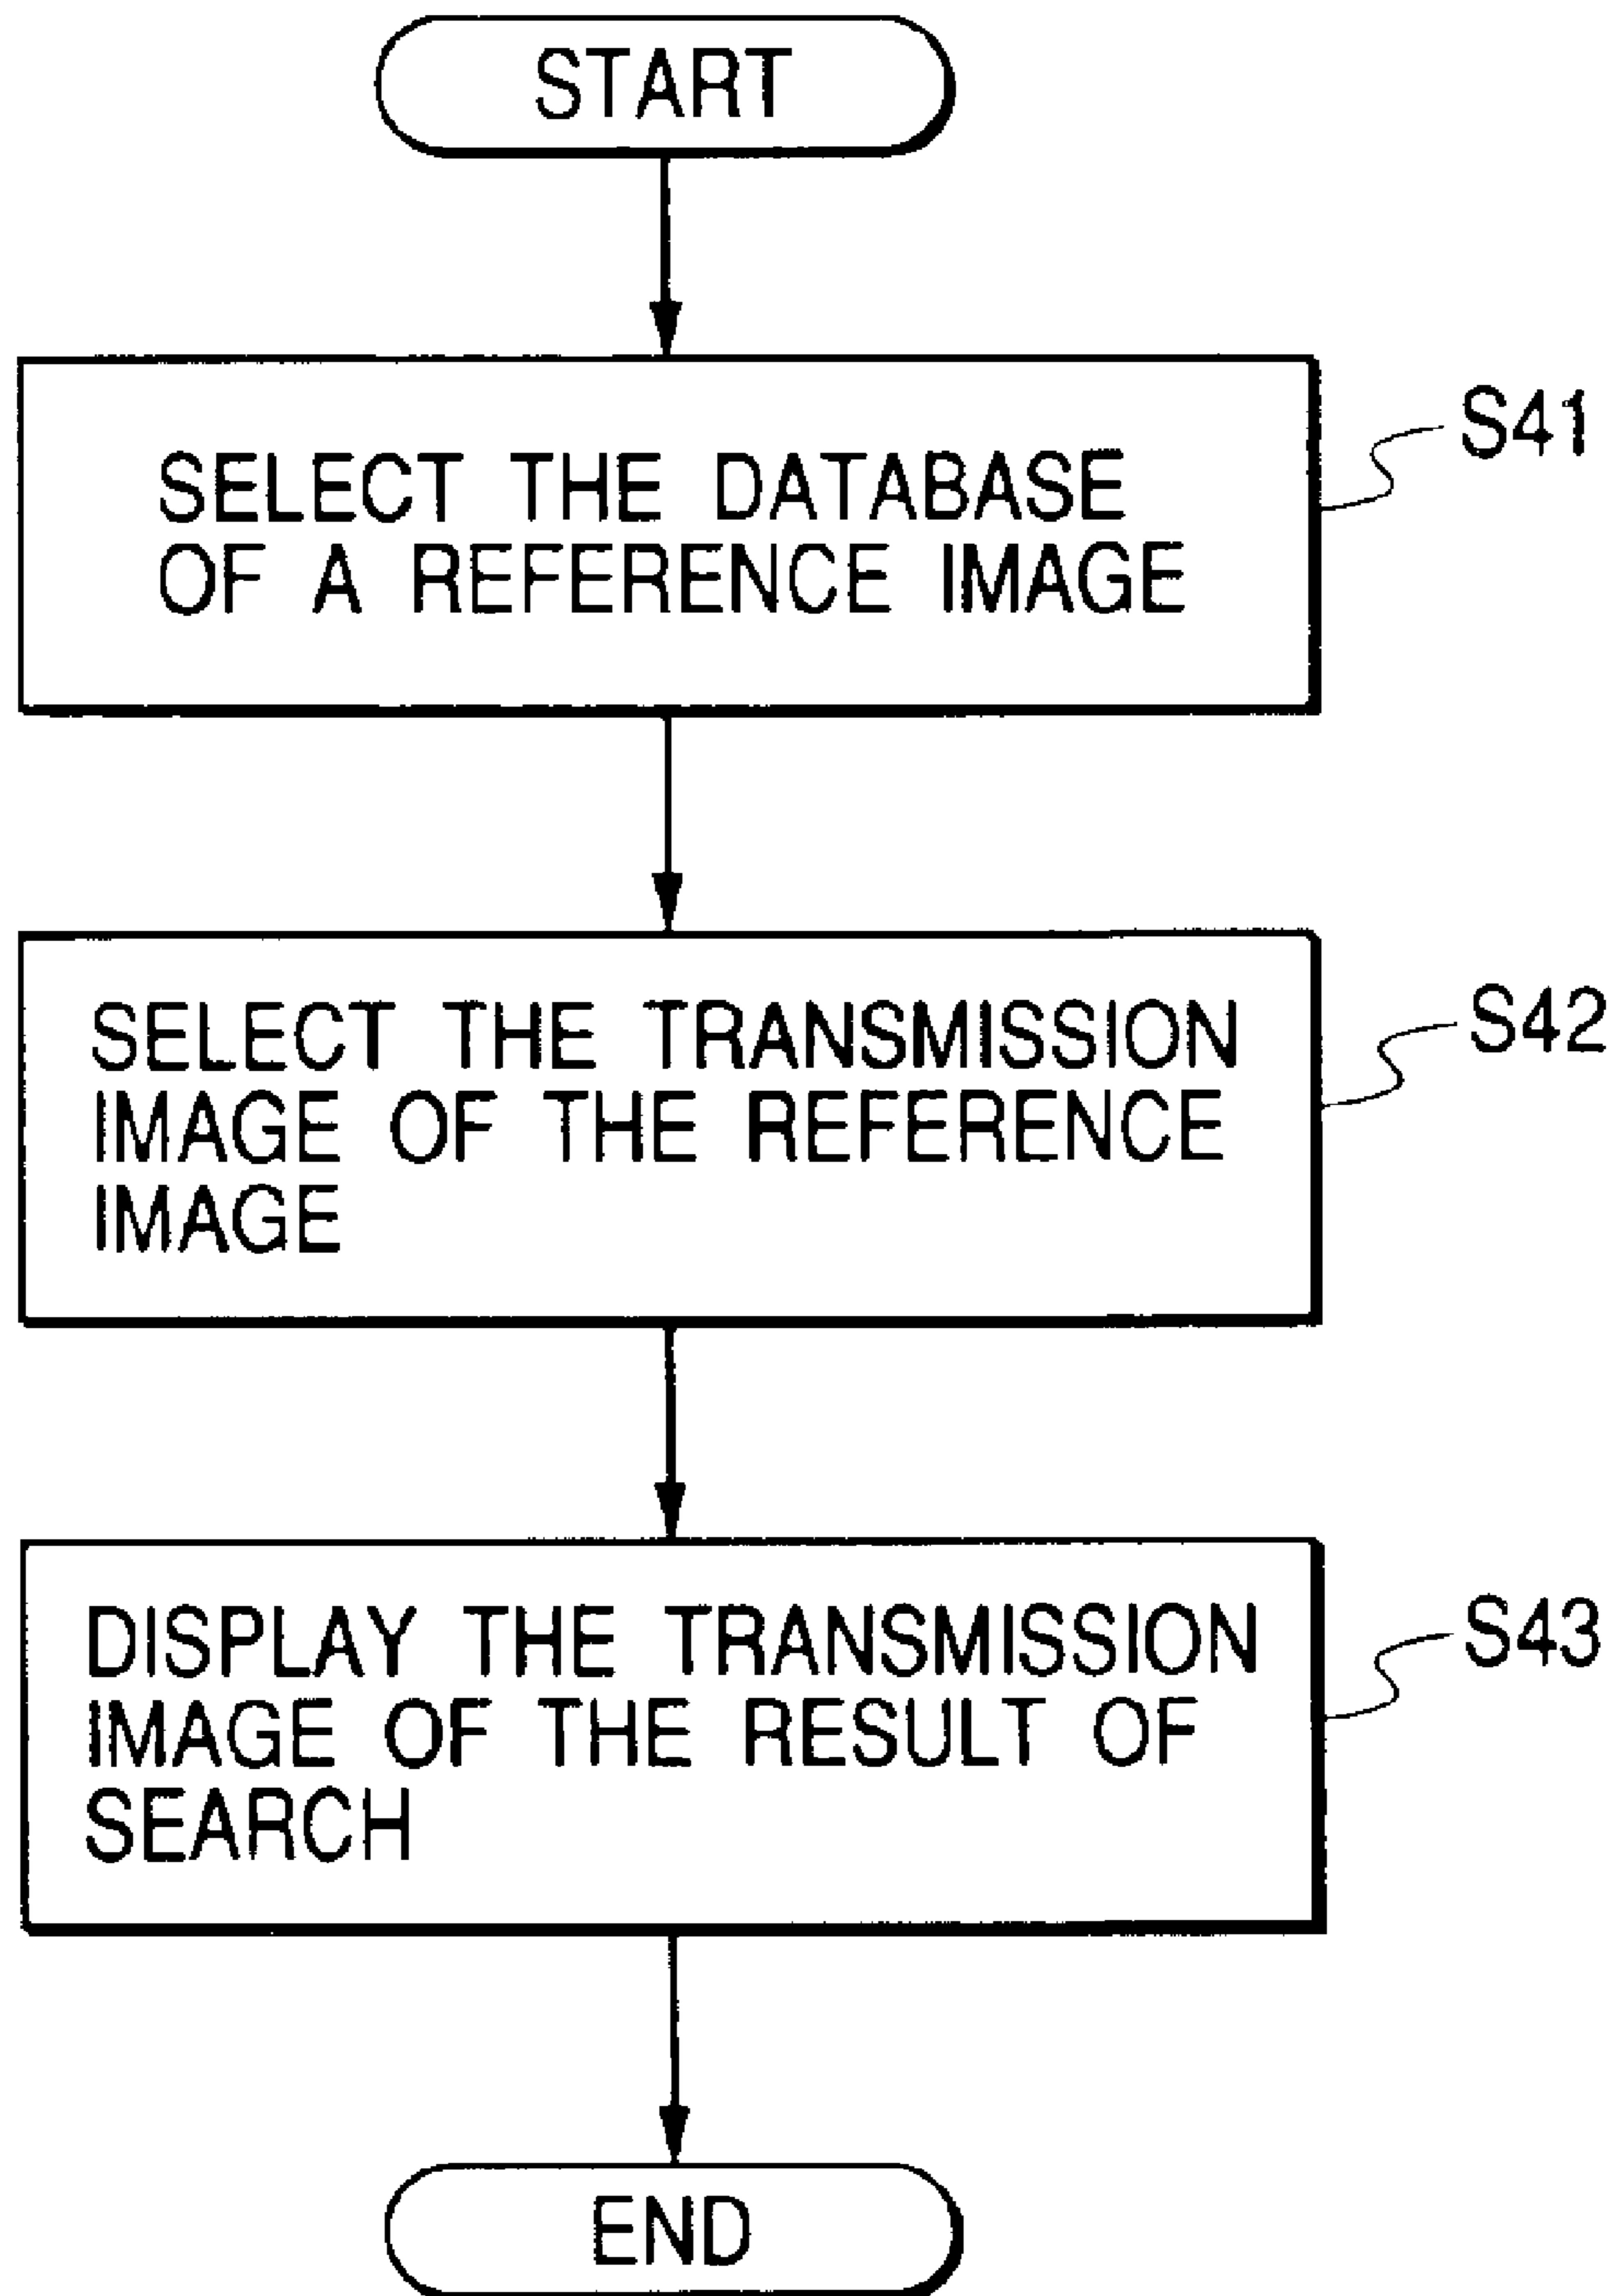 START
SELECT THE DATABASE
OF A REFERENCE IMAGE
S41
SELECT THE TRANSMISSION
IMAGE OF THE REFERENCE
IMAGE
S42
DISPLAY THE TRANSMISSION
IMAGE OF THE RESULT OF
SEARCH
S43
END